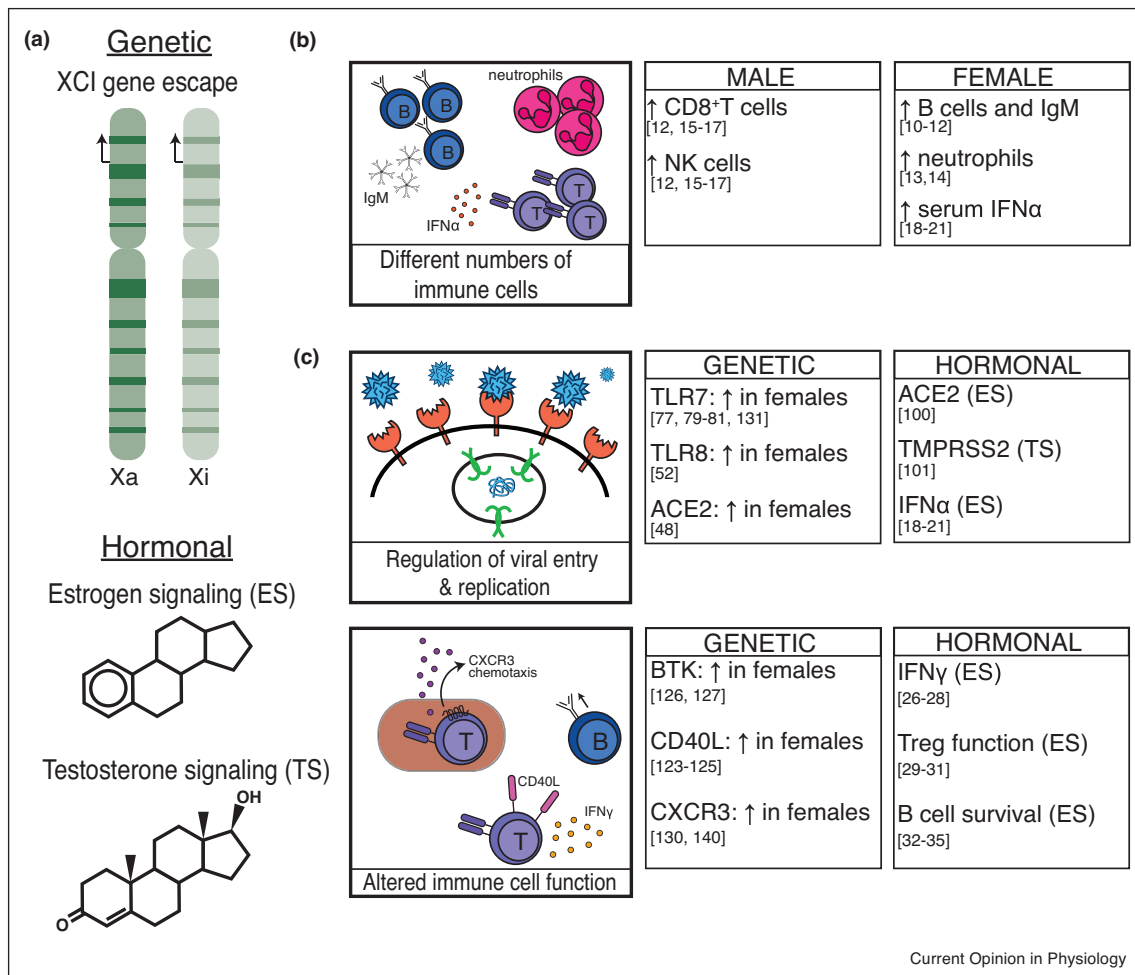 (a)
Genetic
XCI gene escape
Xa
Xi
Hormonal
Estrogen signaling (ES)
Testosterone signaling (TS)
OH
O
(b)
B
B
B
neutrophils
IgM
IFNα
T
T
T
Different numbers of
immune cells
MALE
↑ CD8⁺T cells
[12, 15-17]
↑ NK cells
[12, 15-17]
FEMALE
↑ B cells and IgM
[10-12]
↑ neutrophils
[13,14]
↑ serum IFNα
[18-21]
(c)
Regulation of viral entry
& replication
GENETIC
TLR7: ↑ in females
[77, 79-81, 131]
TLR8: ↑ in females
[52]
ACE2: ↑ in females
[48]
HORMONAL
ACE2 (ES)
[100]
TMPRSS2 (TS)
[101]
IFNα (ES)
[18-21]
CXCR3
chemotaxis
T
B
CD40L
IFNγ
T
Altered immune cell function
GENETIC
BTK: ↑ in females
[126, 127]
CD40L: ↑ in females
[123-125]
CXCR3: ↑ in females
[130, 140]
HORMONAL
IFNγ (ES)
[26-28]
Treg function (ES)
[29-31]
B cell survival (ES)
[32-35]
Current Opinion in Physiology